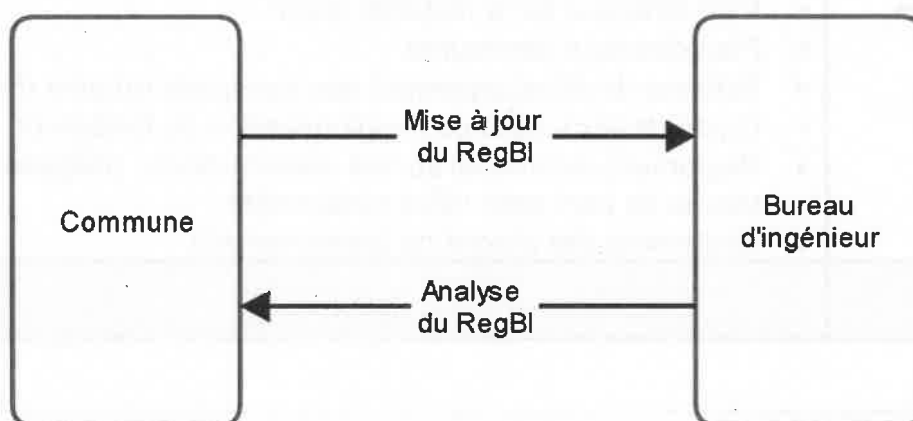 Mise à jour
du RegBl
Commune
Bureau
d'ingénieur
Analyse
du RegBl